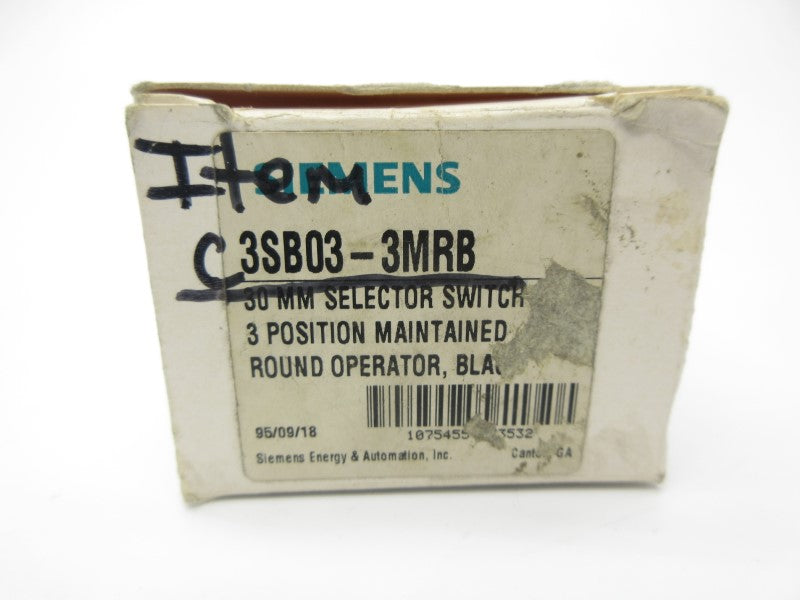 Item
SIEMENS
C 3SB03-3MRB
30 MM SELECTOR SWITCH
3 POSITION MAINTAINED
ROUND OPERATOR,
95/09/18
Siemens Energy & Automation, Inc. GA